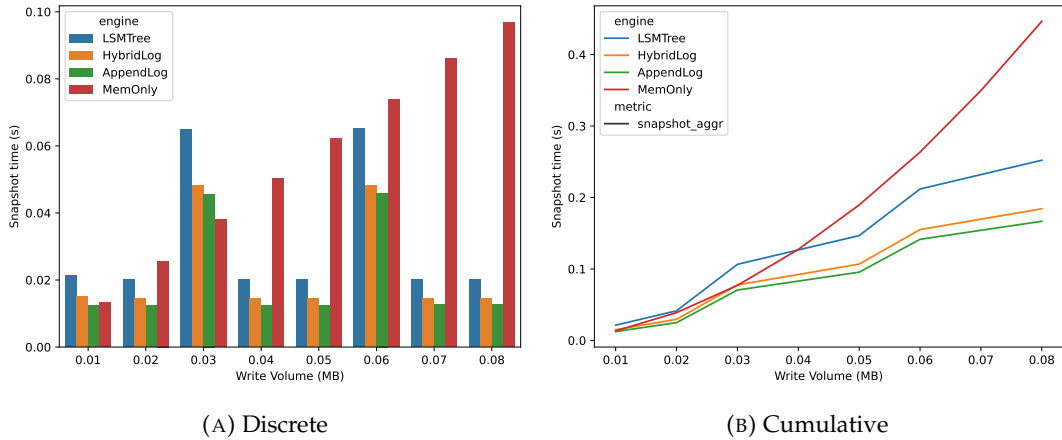 0.10
0.08
0.06
0.04
0.02
0.00
Snapshot time (s)
engine
LSMTree
HybridLog
AppendLog
MemOnly
0.01 0.02 0.03 0.04 0.05 0.06 0.07 0.08
Write Volume (MB)
(A) Discrete
0.4
0.3
0.2
0.1
0.0
Snapshot time (s)
engine
LSMTree
HybridLog
AppendLog
MemOnly
metric
snapshot_aggr
0.01 0.02 0.03 0.04 0.05 0.06 0.07 0.08
Write Volume (MB)
(B) Cumulative